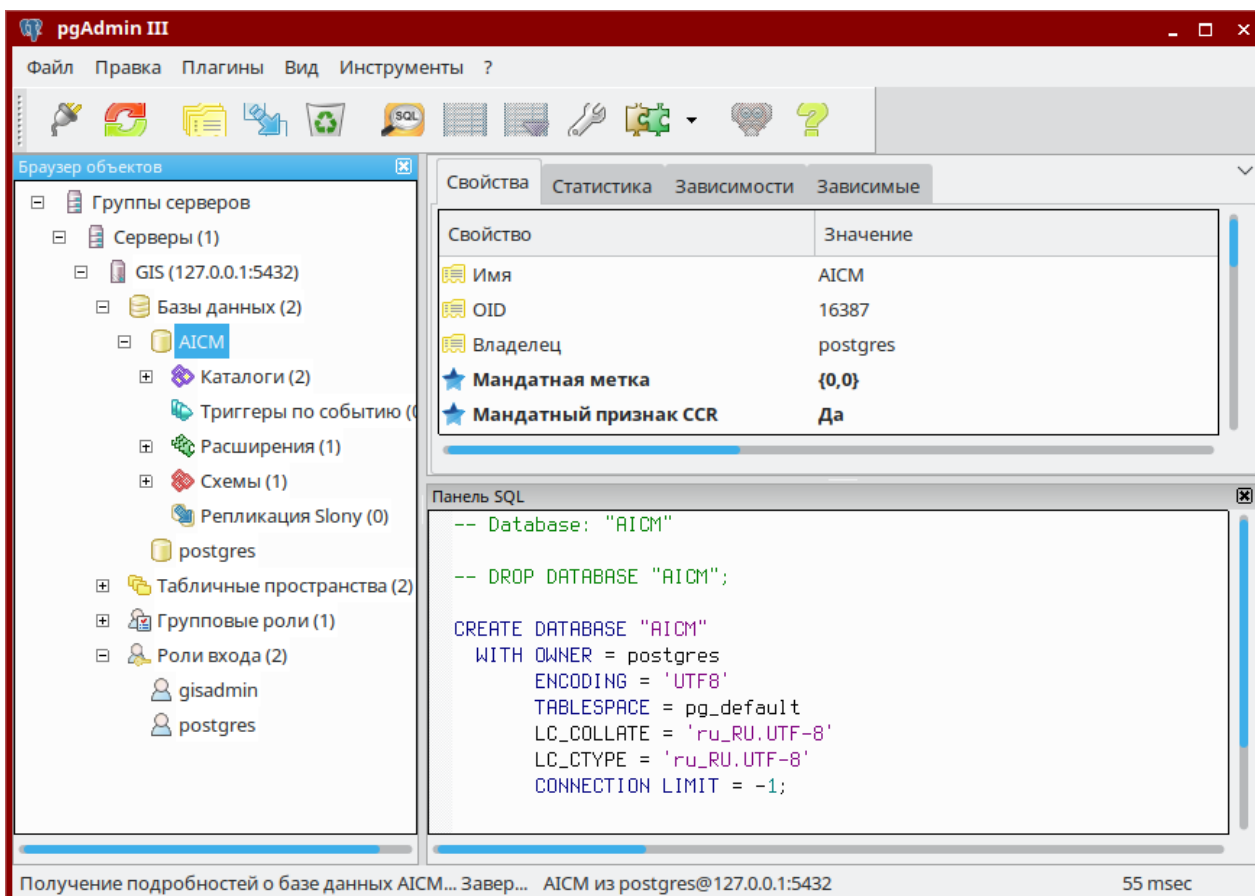 pgAdmin III
Файл Правка Плагины Вид Инструменты ?
SQL
Браузер объектов
Группы серверов
Серверы (1)
GIS (127.0.0.1:5432)
Базы данных (2)
AICM
Каталоги (2)
Триггеры по событию (
Расширения (1)
Схемы (1)
Репликация Slony (0)
postgres
Табличные пространства (2)
Групповые роли (1)
Роли входа (2)
gisadmin
postgres
Свойства Статистика Зависимости Зависимые
Свойство Значение
Имя AICM
OID 16387
Владелец postgres
Мандатная метка {0,0}
Мандатный признак CCR Да
Панель SQL
-- Database: "AICM"
-- DROP DATABASE "AICM";
CREATE DATABASE "AICM"
WITH OWNER = postgres
ENCODING = 'UTF8'
TABLESPACE = pg_default
LC_COLLATE = 'ru_RU.UTF-8'
LC_CTYPE = 'ru_RU.UTF-8'
CONNECTION LIMIT = -1;
Получение подробностей о базе данных AICM... Завер... AICM из postgres@127.0.0.1:5432 55 msec